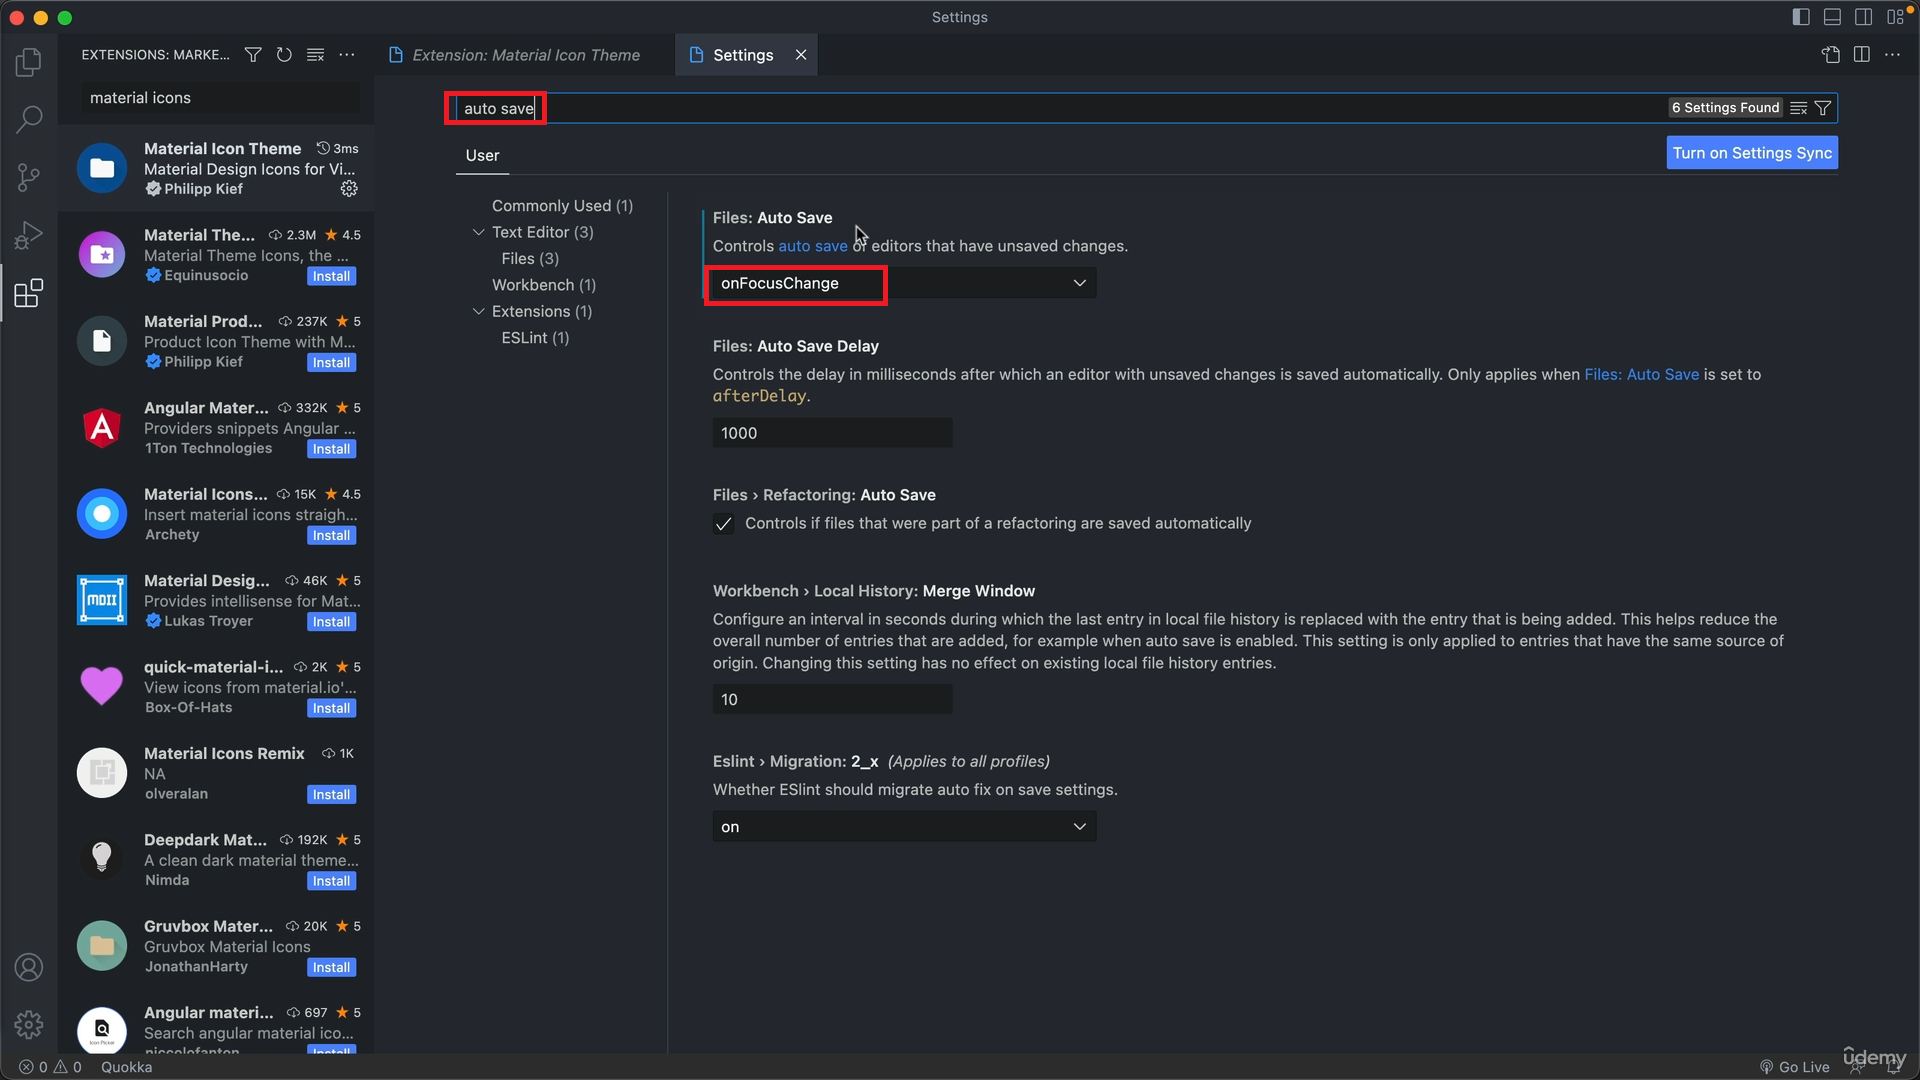 Settings
EXTENSIONS: MARKE...
Extension: Material Icon Theme
Settings
material icons
auto save
6 Settings Found
User
Turn on Settings Sync
Material Icon Theme 3ms
Material Design Icons for Vi...
Philipp Kief
Material The... 2.3M 4.5
Material Theme Icons, the ...
Equinusocio Install
Material Prod... 237K 5
Product Icon Theme with M...
Philipp Kief Install
Angular Mater... 332K 5
Providers snippets Angular ...
1Ton Technologies Install
Material Icons... 15K 4.5
Insert material icons straigh...
Archety Install
MDII
Material Desig... 46K 5
Provides intellisense for Mat...
Lukas Troyer Install
quick-material-i... 2K 5
View icons from material.io'...
Box-Of-Hats Install
Material Icons Remix 1K
NA
olveralan Install
Deepdark Mat... 192K 5
A clean dark material theme...
Nimda Install
Gruvbox Mater... 20K 5
Gruvbox Material Icons
JonathanHarty Install
Angular materi... 697 5
Search angular material ico...
Icon Picker
niccolofanton Install
Commonly Used (1)
Text Editor (3)
Files (3)
Workbench (1)
Extensions (1)
ESLint (1)
Files: Auto Save
Controls auto save of editors that have unsaved changes.
onFocusChange
Files: Auto Save Delay
Controls the delay in milliseconds after which an editor with unsaved changes is saved automatically. Only applies when Files: Auto Save is set to
afterDelay.
1000
Files › Refactoring: Auto Save
Controls if files that were part of a refactoring are saved automatically
Workbench › Local History: Merge Window
Configure an interval in seconds during which the last entry in local file history is replaced with the entry that is being added. This helps reduce the
overall number of entries that are added, for example when auto save is enabled. This setting is only applied to entries that have the same source of
origin. Changing this setting has no effect on existing local file history entries.
10
Eslint › Migration: 2_x (Applies to all profiles)
Whether ESlint should migrate auto fix on save settings.
on
0 0 Quokka
Go Live
ûdemy